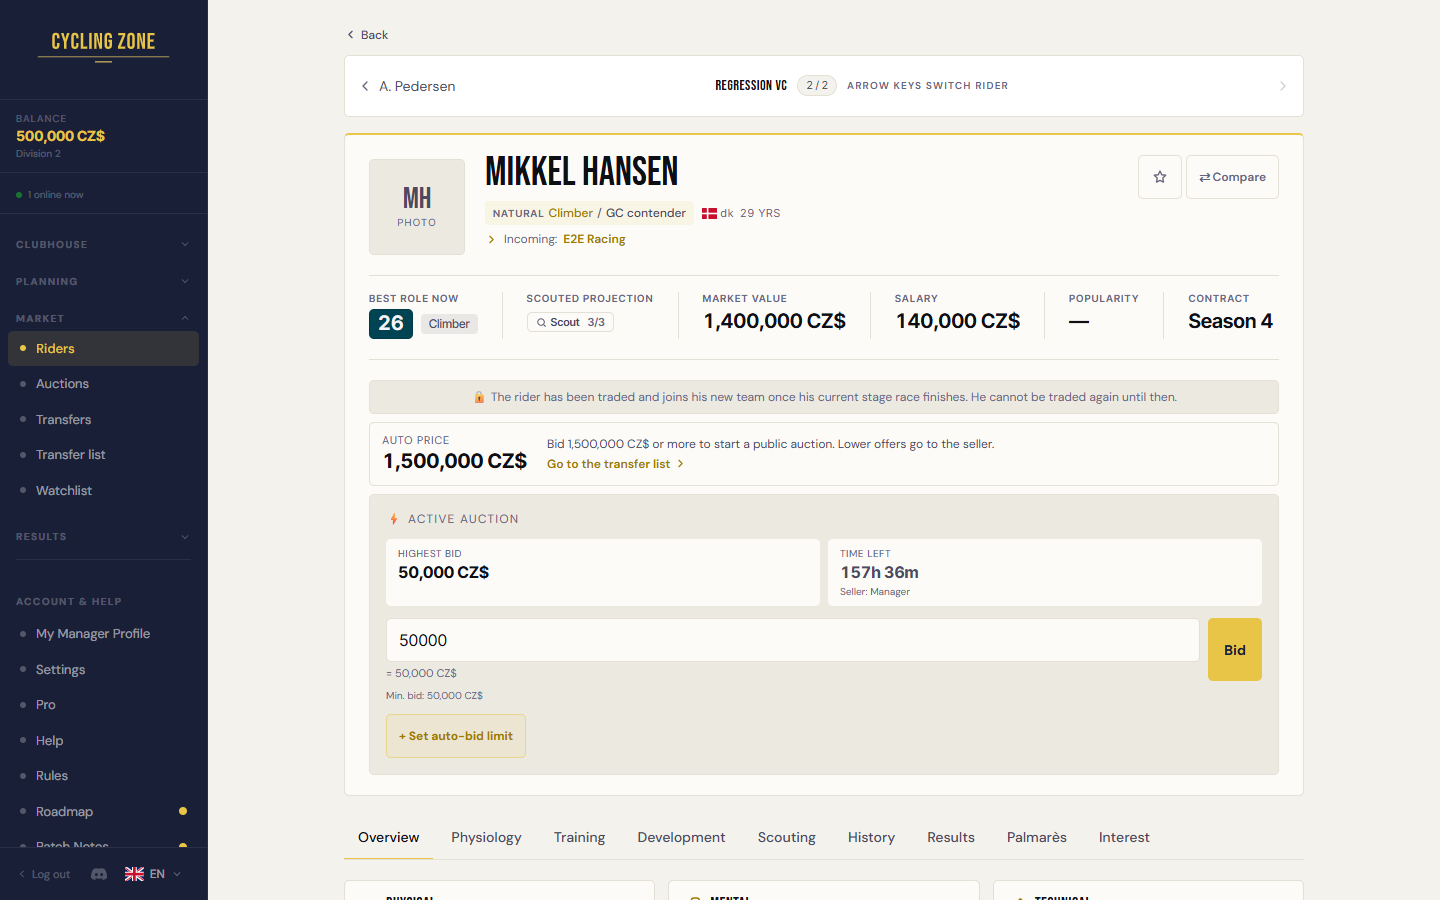 CYCLING ZONE
BALANCE
500,000 CZ$
Division 2
1 online now
CLUBHOUSE
PLANNING
MARKET
Riders
Auctions
Transfers
Transfer list
Watchlist
RESULTS
ACCOUNT & HELP
My Manager Profile
Settings
Pro
Help
Rules
Roadmap
Patch Notes
Log out
EN
Back
A. Pedersen
REGRESSION VC 2 / 2 ARROW KEYS SWITCH RIDER
MH
PHOTO
MIKKEL HANSEN
NATURAL Climber / GC contender dk 29 YRS
Incoming: E2E Racing
Compare
BEST ROLE NOW
26 Climber
SCOUTED PROJECTION
Scout 3/3
MARKET VALUE
1,400,000 CZ$
SALARY
140,000 CZ$
POPULARITY
—
CONTRACT
Season 4
The rider has been traded and joins his new team once his current stage race finishes. He cannot be traded again until then.
AUTO PRICE
1,500,000 CZ$
Bid 1,500,000 CZ$ or more to start a public auction. Lower offers go to the seller.
Go to the transfer list
ACTIVE AUCTION
HIGHEST BID
50,000 CZ$
TIME LEFT
157h 36m
Seller: Manager
50000
Bid
= 50,000 CZ$
Min. bid: 50,000 CZ$
+ Set auto-bid limit
Overview Physiology Training Development Scouting History Results Palmarès Interest
PHYSICAL
MENTAL
TECHNICAL